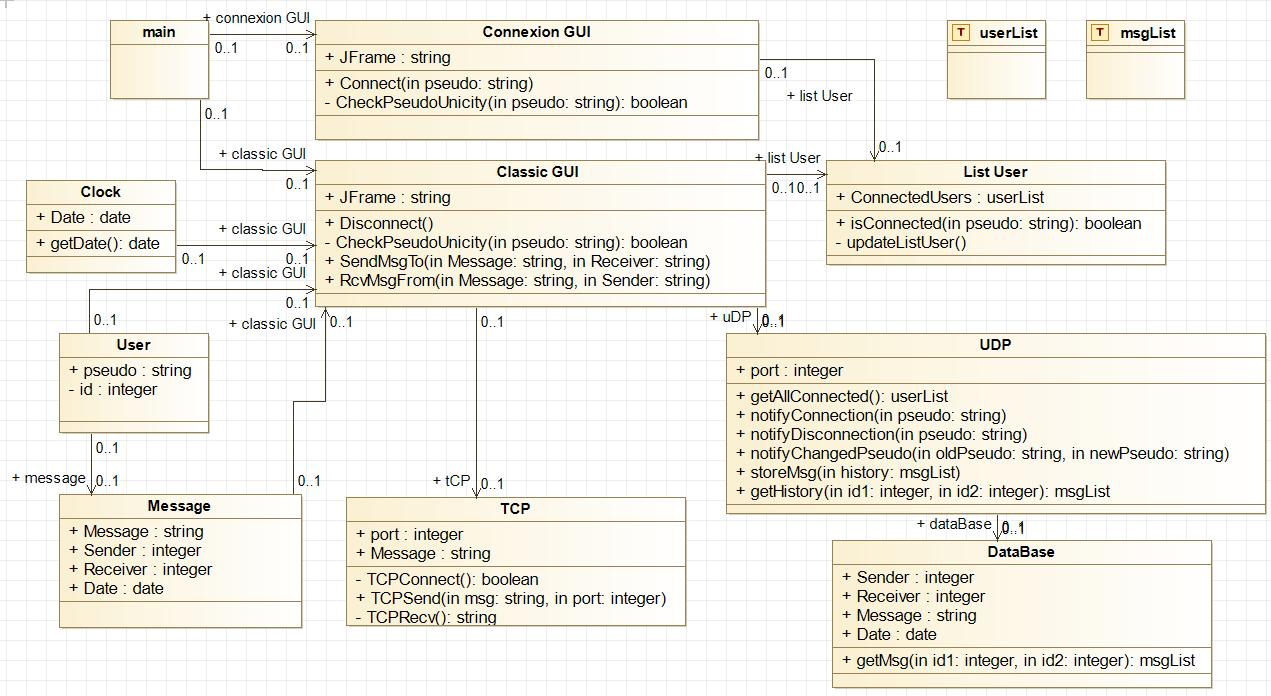 main
+ connexion GUI
0..1
0..1
Connexion GUI
+ JFrame : string
+ Connect(in pseudo: string)
- CheckPseudoUnicity(in pseudo: string): boolean
T userList
T msgList
0..1
+ list User
0..1
0..1
+ classic GUI
0..1
Classic GUI
+ JFrame : string
+ Disconnect()
- CheckPseudoUnicity(in pseudo: string): boolean
+ SendMsgTo(in Message: string, in Receiver: string)
+ RcvMsgFrom(in Message: string, in Sender: string)
+ list User
0..1
0..1
List User
+ ConnectedUsers : userList
+ isConnected(in pseudo: string): boolean
- updateListUser()
Clock
+ Date : date
+ getDate(): date
+ classic GUI
0..1
0..1
+ classic GUI
0..1
0..1
+ classic GUI
0..1
0..1
+ uDP
0..1
User
+ pseudo : string
- id : integer
0..1
+ message
0..1
0..1
Message
+ Message : string
+ Sender : integer
+ Receiver : integer
+ Date : date
+ tCP
0..1
TCP
+ port : integer
+ Message : string
- TCPConnect(): boolean
+ TCPSend(in msg: string, in port: integer)
- TCPRecv(): string
UDP
+ port : integer
+ getAllConnected(): userList
+ notifyConnection(in pseudo: string)
+ notifyDisconnection(in pseudo: string)
+ notifyChangedPseudo(in oldPseudo: string, in newPseudo: string)
+ storeMsg(in history: msgList)
+ getHistory(in id1: integer, in id2: integer): msgList
+ dataBase
0..1
DataBase
+ Sender : integer
+ Receiver : integer
+ Message : string
+ Date : date
+ getMsg(in id1: integer, in id2: integer): msgList